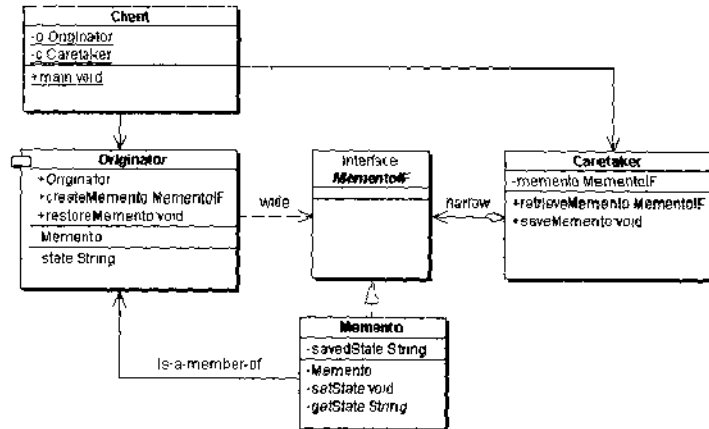 Client
-o Originator
-c Caretaker
+main void
Originator
+Originator
+createMemento MementoIF
+restoreMemento void
Memento
state String
wide
interface
MementoIF
narrow
Caretaker
-memento MementoIF
+retrieveMemento MementoIF
+saveMemento void
Is-a-member-of
Memento
-savedState String
-Memento
-setState void
-getState String